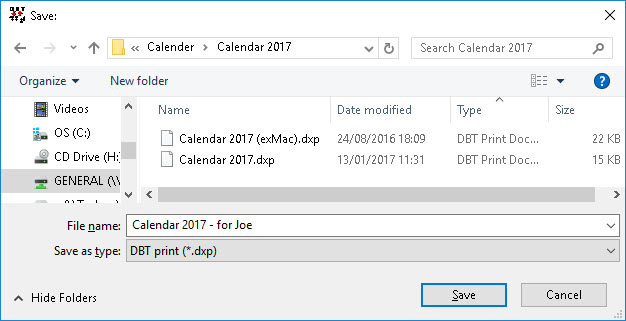 Save:
« Calender > Calendar 2017
Search Calendar 2017
Organize New folder
Name Date modified Type Size
Videos
OS (C:)
CD Drive (H:
GENERAL (\\
Calendar 2017 (exMac).dxp 24/08/2016 18:09 DBT Print Doc... 22 KB
Calendar 2017.dxp 13/01/2017 11:31 DBT Print Doc... 15 KB
File name: Calendar 2017 - for Joe
Save as type: DBT print (*.dxp)
Hide Folders Save Cancel